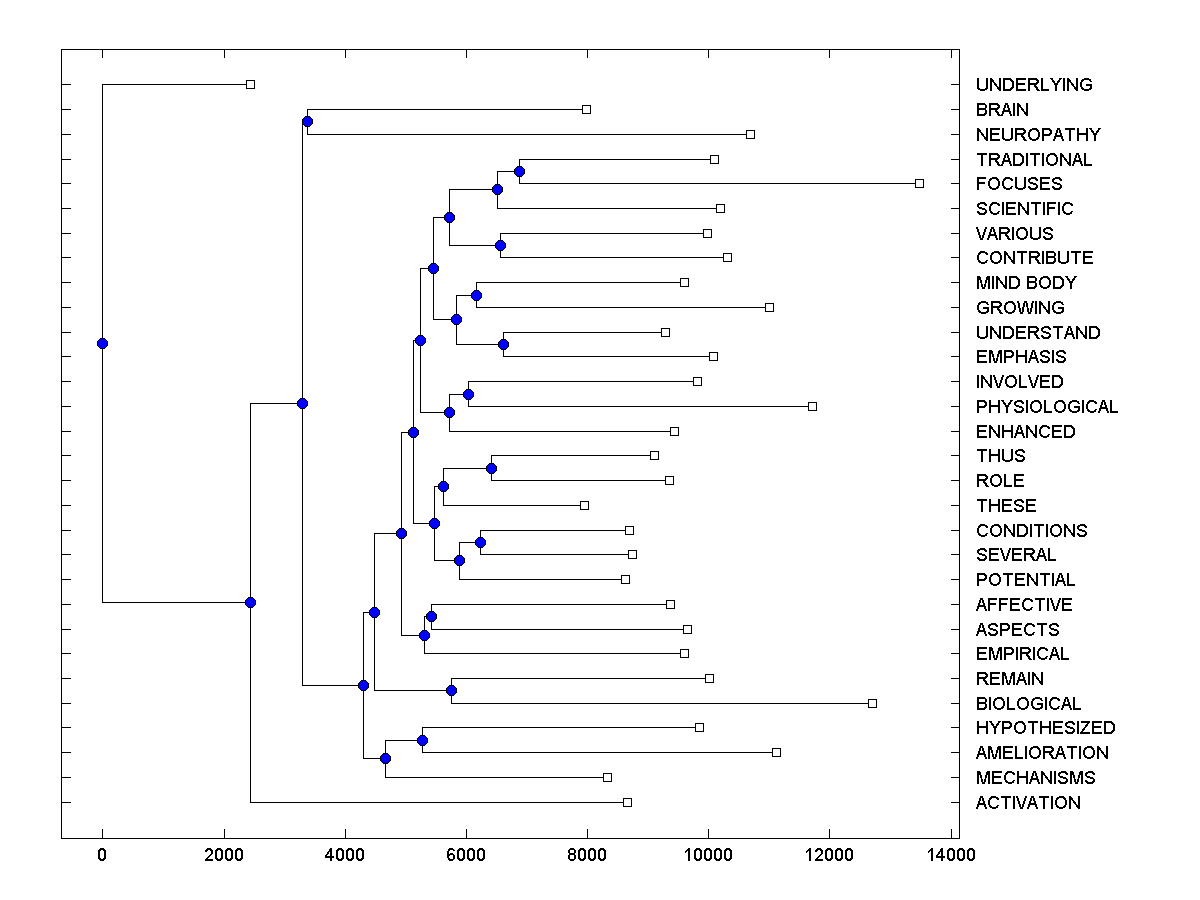 UNDERLYING
BRAIN
NEUROPATHY
TRADITIONAL
FOCUSES
SCIENTIFIC
VARIOUS
CONTRIBUTE
MIND BODY
GROWING
UNDERSTAND
EMPHASIS
INVOLVED
PHYSIOLOGICAL
ENHANCED
THUS
ROLE
THESE
CONDITIONS
SEVERAL
POTENTIAL
AFFECTIVE
ASPECTS
EMPIRICAL
REMAIN
BIOLOGICAL
HYPOTHESIZED
AMELIORATION
MECHANISMS
ACTIVATION
0 2000 4000 6000 8000 10000 12000 14000